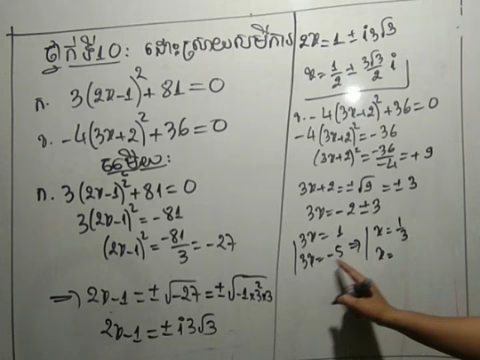 ថ្នាក់ទី10: ដោះស្រាយសមីការ
ក. 3(2x-1)²+81=0
ខ. -4(3x+2)²+36=0
ចម្លើយ:
ក. 3(2x-1)²+81=0
3(2x-1)²=-81
(2x-1)²=-81/3=-27
⇒ 2x-1=±√-27=±√-1×3²×3
2x-1=±i3√3
2x=1±i3√3
x=1/2±3√3/2 i
ខ. -4(3x+2)²+36=0
-4(3x+2)²=-36
(3x+2)²=-36/-4=+9
3x+2=±√9=±3
3x=-2±3
3x=1 ⇒ x=1/3
3x=-5 x=